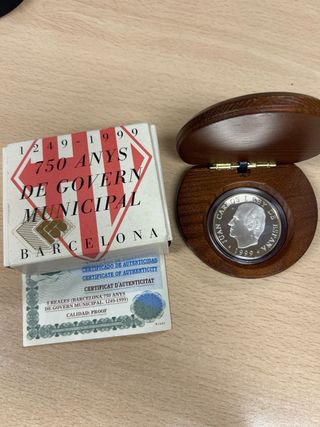 1249-1999
750 ANYS
DE GOVERN
MUNICIPAL
BARCELONA
CERTIFICADO DE AUTENTICIDAD
CERTIFICATE OF AUTHENTICITY
CERTIFICAT D'AUTENTICITAT
REALES (BARCELONA 750 ANYS
DE GOVERN MUNICIPAL, 1249-1999)
CALIDAD: PROOF
JUAN CARLOS I REY DE ESPAÑA
1999